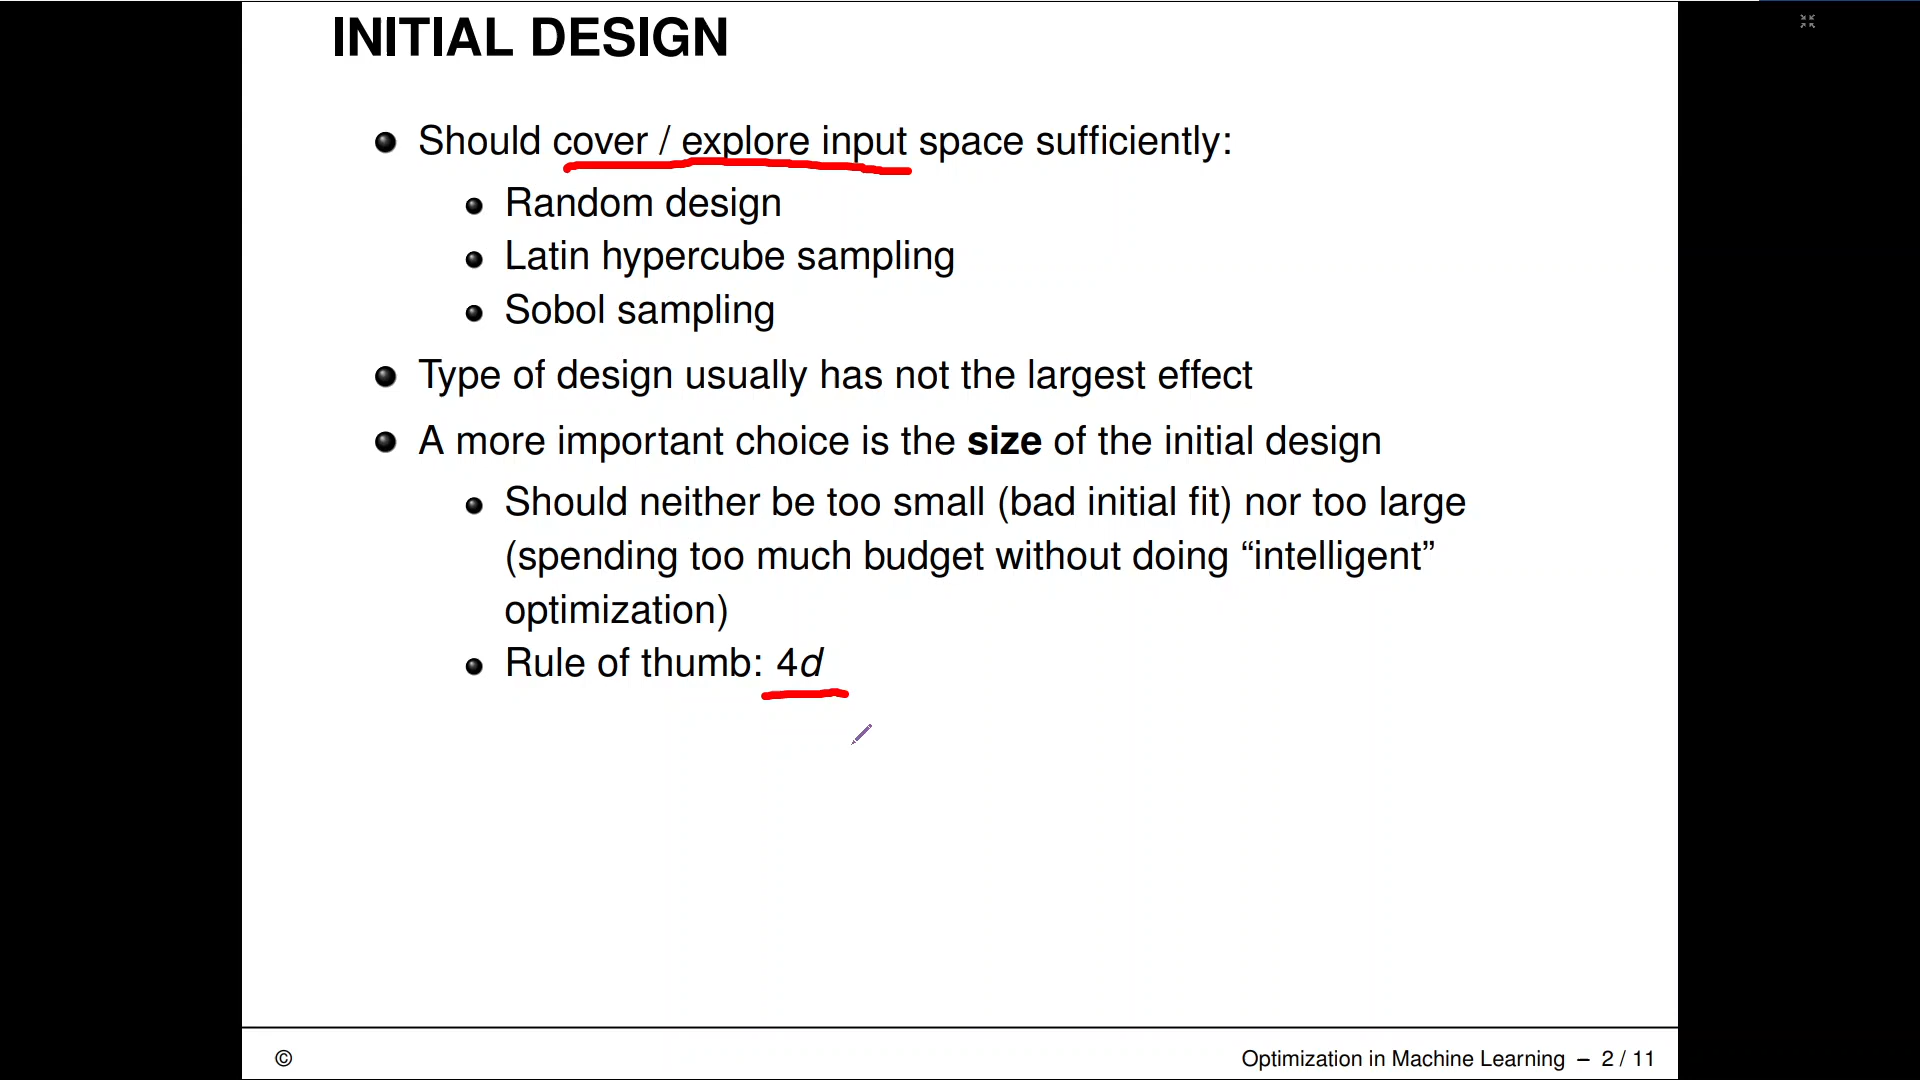 INITIAL DESIGN
Should cover / explore input space sufficiently:
Random design
Latin hypercube sampling
Sobol sampling
Type of design usually has not the largest effect
A more important choice is the size of the initial design
Should neither be too small (bad initial fit) nor too large
(spending too much budget without doing “intelligent”
optimization)
Rule of thumb: 4d
© Optimization in Machine Learning – 2 / 11